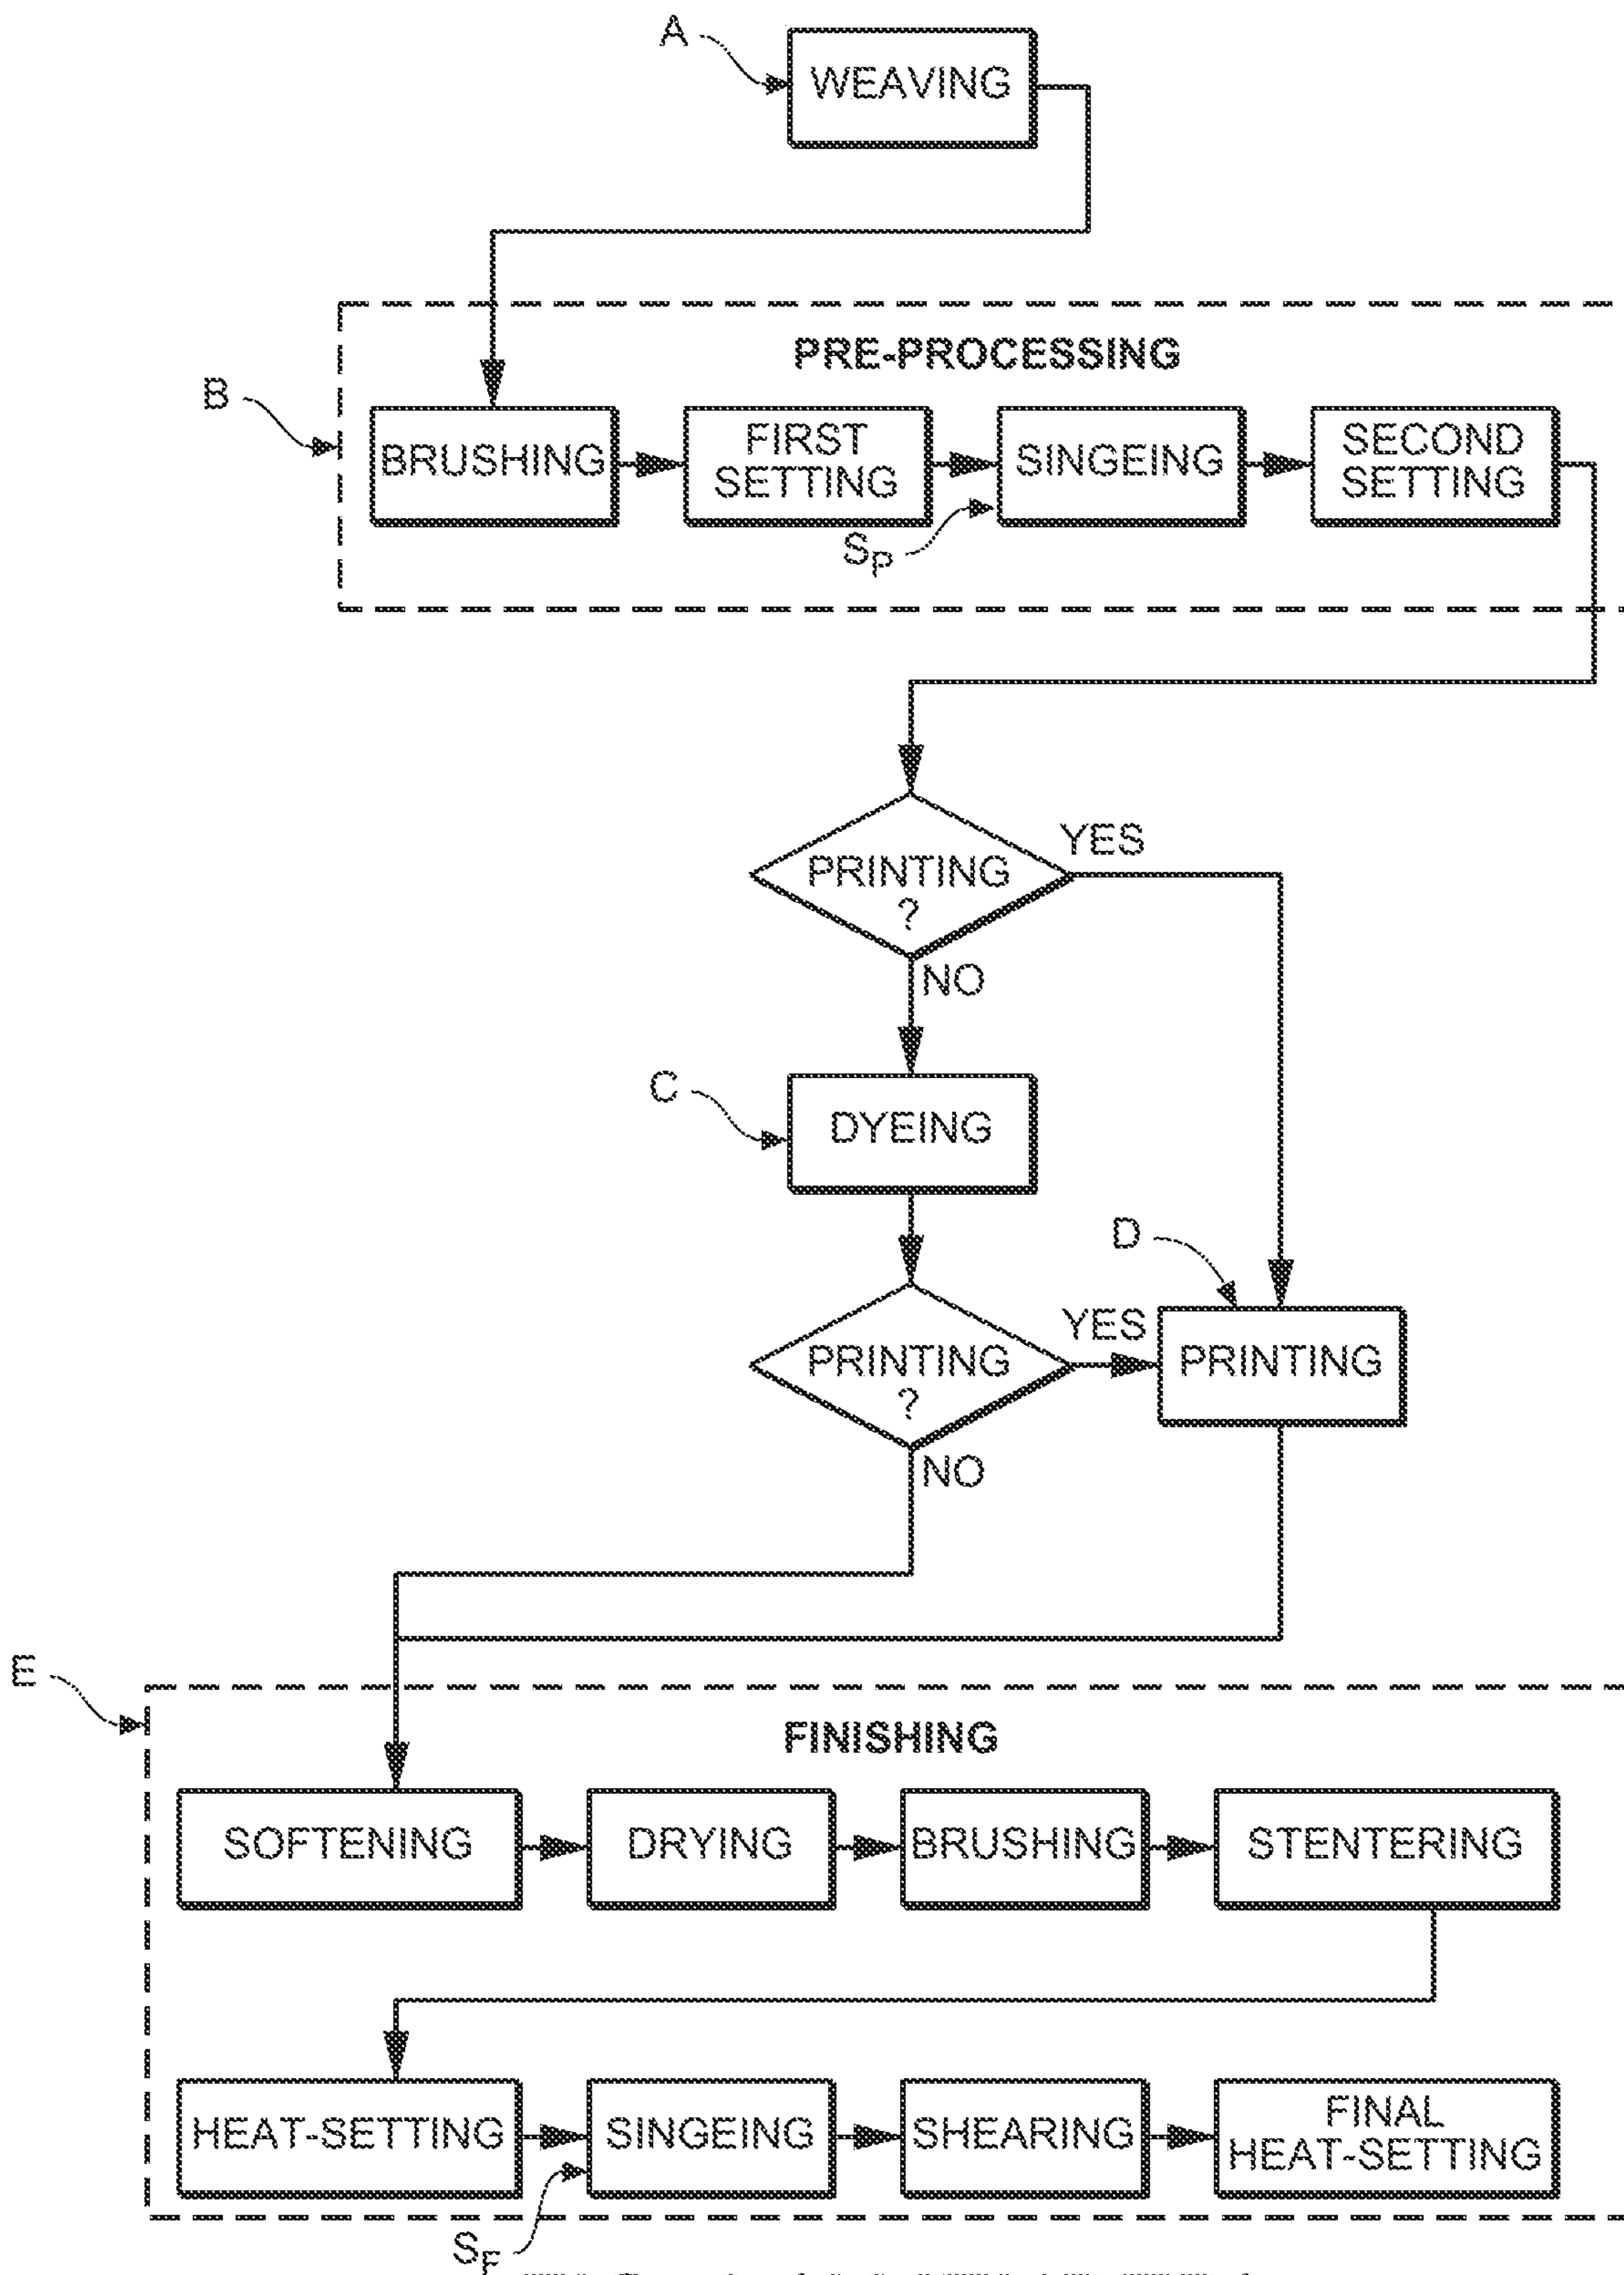 A
WEAVING
PRE-PROCESSING
B
BRUSHING
FIRST
SETTING
SINGEING
SECOND
SETTING
SP
PRINTING
?
YES
NO
C
DYEING
D
PRINTING
?
YES
PRINTING
NO
E
FINISHING
SOFTENING
DRYING
BRUSHING
STENTERING
HEAT-SETTING
SINGEING
SHEARING
FINAL
HEAT-SETTING
SF